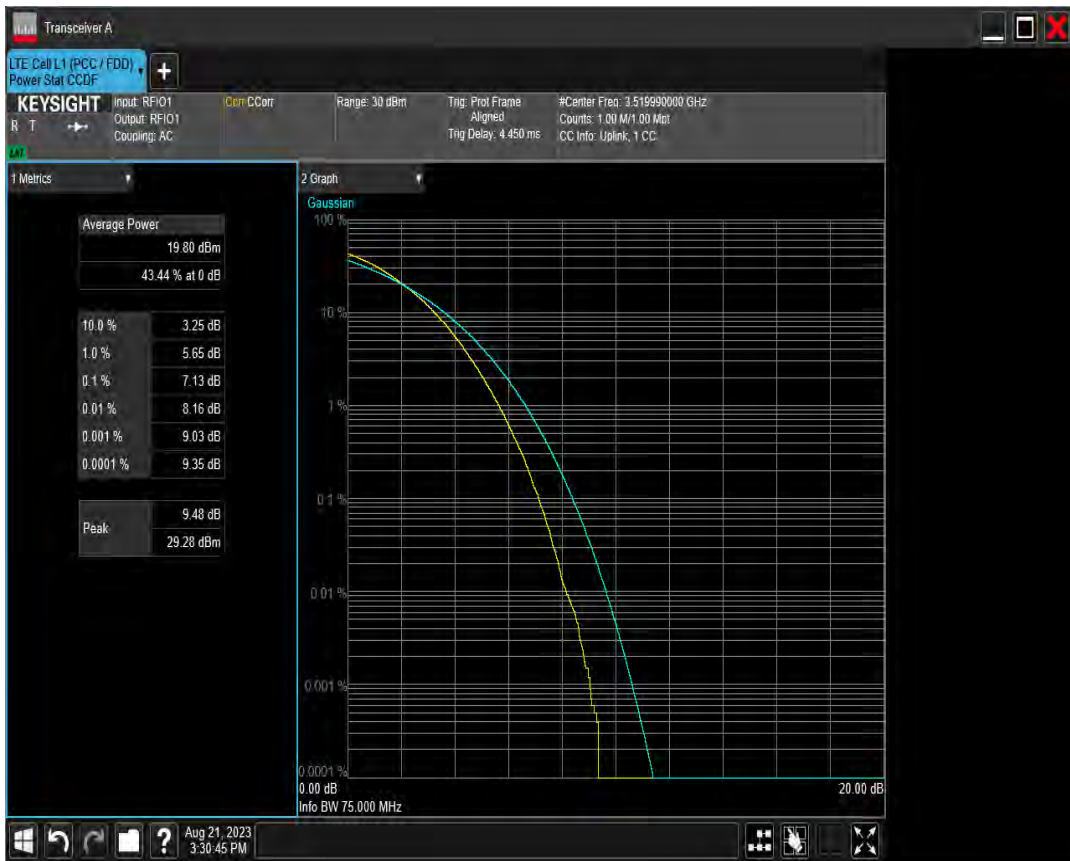 Transceiver A
LTE Cell L1 (PCC / FDD)
Power Stat CCDF
KEYSIGHT
R T
LXI
Input: RFIO1
Output: RFIO1
Coupling: AC
Corr CCorr
Range: 30 dBm
Trig: Prot Frame
Aligned
Trig Delay: 4.450 ms
#Center Freq: 3.519990000 GHz
Counts: 1.00 M/1.00 Mpt
CC Info: Uplink, 1 CC
1 Metrics
Average Power
19.80 dBm
43.44 % at 0 dB
10.0 % 3.25 dB
1.0 % 5.65 dB
0.1 % 7.13 dB
0.01 % 8.16 dB
0.001 % 9.03 dB
0.0001 % 9.35 dB
Peak 9.48 dB
29.28 dBm
2 Graph
Gaussian
100 %
10 %
1 %
0.1 %
0.01 %
0.001 %
0.0001 %
0.00 dB 20.00 dB
Info BW 75.000 MHz
Aug 21, 2023
3:30:45 PM